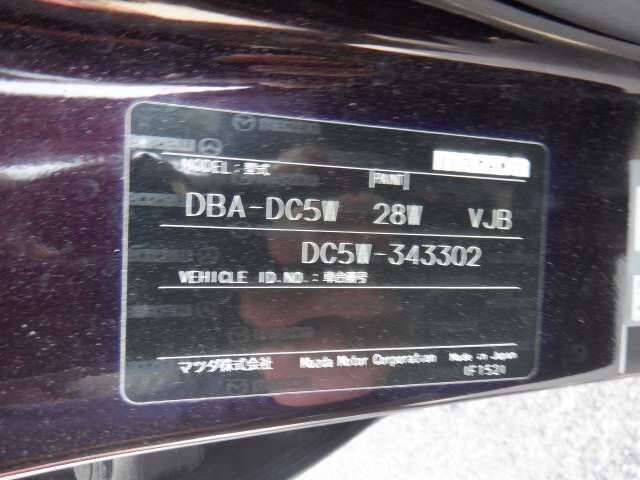 mazda
MODEL：型式 PAINT
DBA-DC5W 28W VJB
DC5W-343302
VEHICLE ID.NO.：車台番号
マツダ株式会社 Mazda Motor Corporation Made in Japan